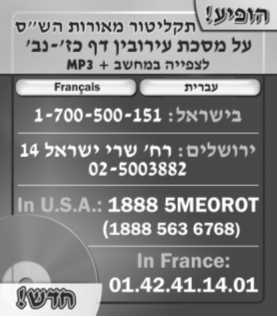 הופיע!
תקליטור מאורות הש״ס
על מסכת עירובין דף כז׳-נב׳
לצפייה במחשב + MP3
עברית Français
בישראל: 1-700-500-151
ירושלים: רח׳ שרי ישראל 14
02-5003882
In U.S.A.: 1888 5MEOROT
(1888 563 6768)
In France:
01.42.41.14.01
חדש!